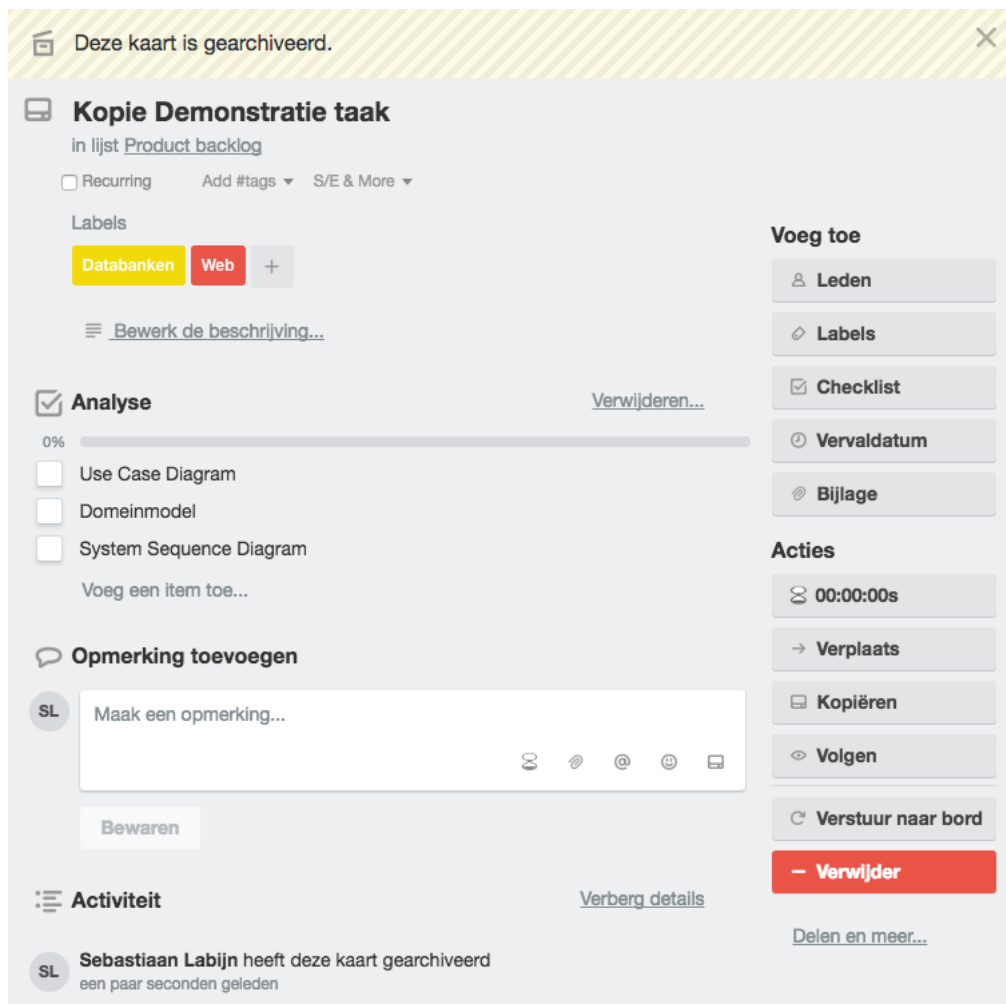 Deze kaart is gearchiveerd.
Kopie Demonstratie taak
in lijst Product backlog
Recurring Add #tags S/E & More
Labels
Databanken Web +
Bewerk de beschrijving...
Analyse Verwijderen...
0%
Use Case Diagram
Domeinmodel
System Sequence Diagram
Voeg een item toe...
Opmerking toevoegen
SL
Maak een opmerking...
@
Bewaren
Activiteit Verberg details
SL
Sebastiaan Labijn heeft deze kaart gearchiveerd
een paar seconden geleden
Voeg toe
Leden
Labels
Checklist
Vervaldatum
Bijlage
Acties
00:00:00s
Verplaats
Kopiëren
Volgen
Verstuur naar bord
Verwijder
Delen en meer...